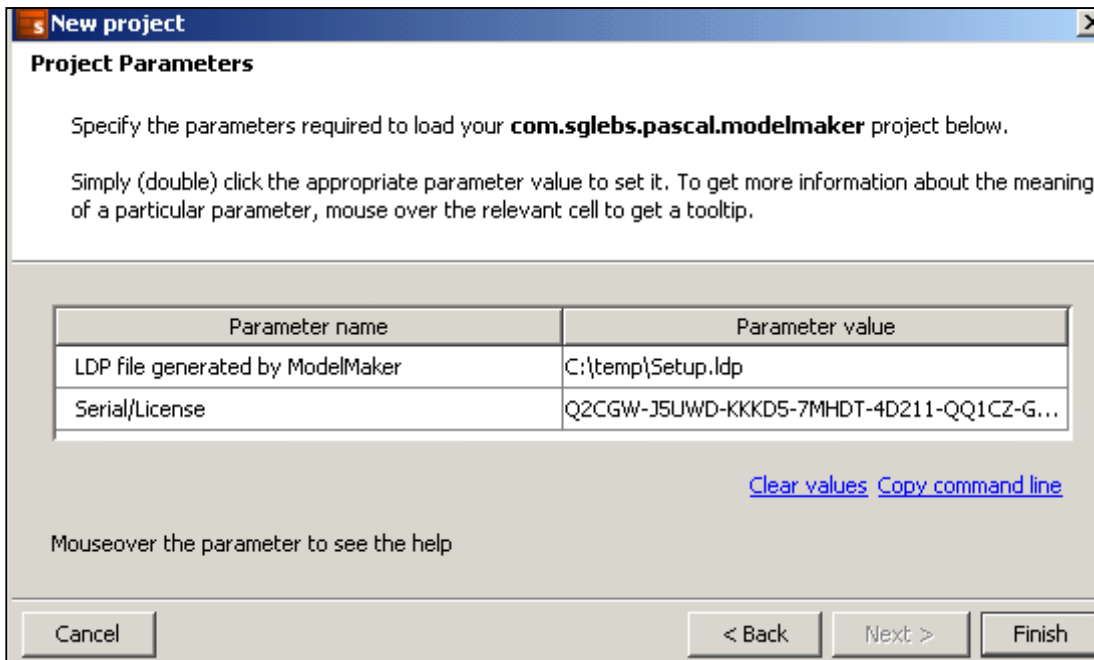 s New project
Project Parameters
Specify the parameters required to load your com.sglebs.pascal.modelmaker project below.
Simply (double) click the appropriate parameter value to set it. To get more information about the meaning
of a particular parameter, mouse over the relevant cell to get a tooltip.
Parameter name Parameter value
LDP file generated by ModelMaker C:\temp\Setup.ldp
Serial/License Q2CGW-J5UWD-KKKD5-7MHDT-4D211-QQ1CZ-G...
Clear values Copy command line
Mouseover the parameter to see the help
Cancel < Back Next > Finish